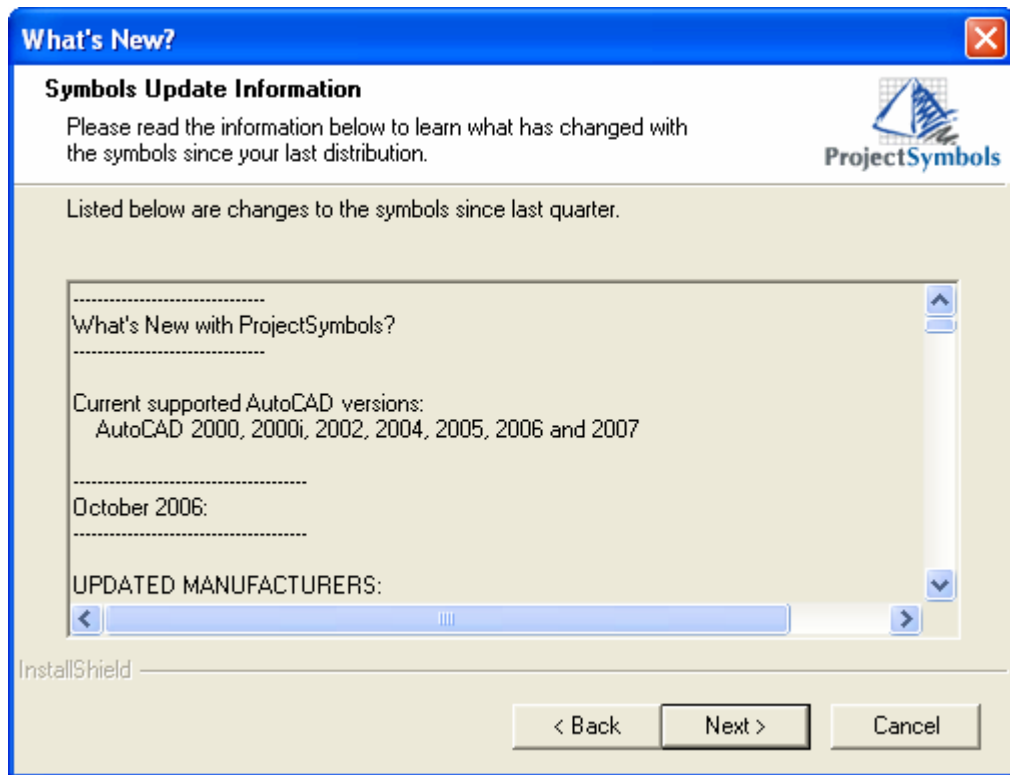 What's New?
Symbols Update Information
Please read the information below to learn what has changed with
the symbols since your last distribution.
ProjectSymbols
Listed below are changes to the symbols since last quarter.
--------------------------------
What's New with ProjectSymbols?
--------------------------------
Current supported AutoCAD versions:
AutoCAD 2000, 2000i, 2002, 2004, 2005, 2006 and 2007
---------------------------------------
October 2006:
---------------------------------------
UPDATED MANUFACTURERS:
InstallShield
< Back
Next >
Cancel